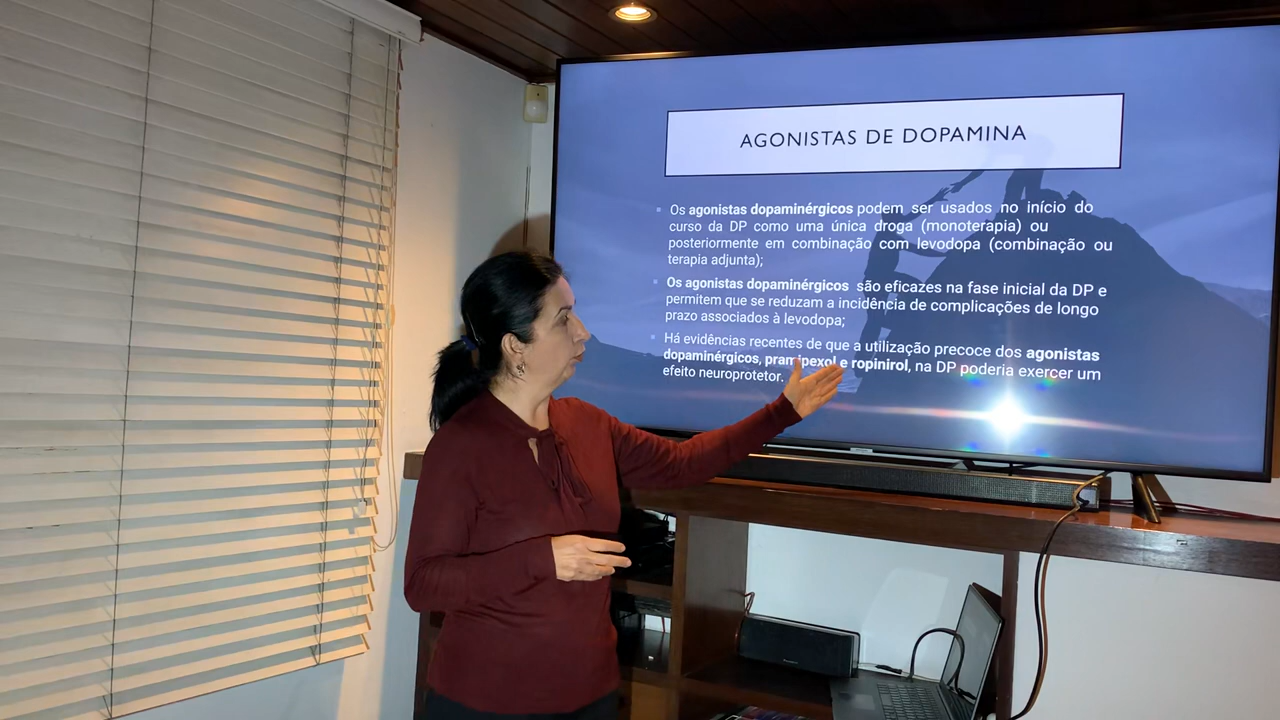 AGONISTAS DE DOPAMINA
Os agonistas dopaminérgicos podem ser usados no início do
curso da DP como uma única droga (monoterapia) ou
posteriormente em combinação com levodopa (combinação ou
terapia adjunta);
Os agonistas dopaminérgicos são eficazes na fase inicial da DP e
permitem que se reduzam a incidência de complicações de longo
prazo associados à levodopa;
Há evidências recentes de que a utilização precoce dos agonistas
dopaminérgicos, pramipexol e ropinirol, na DP poderia exercer um
efeito neuroprotetor.